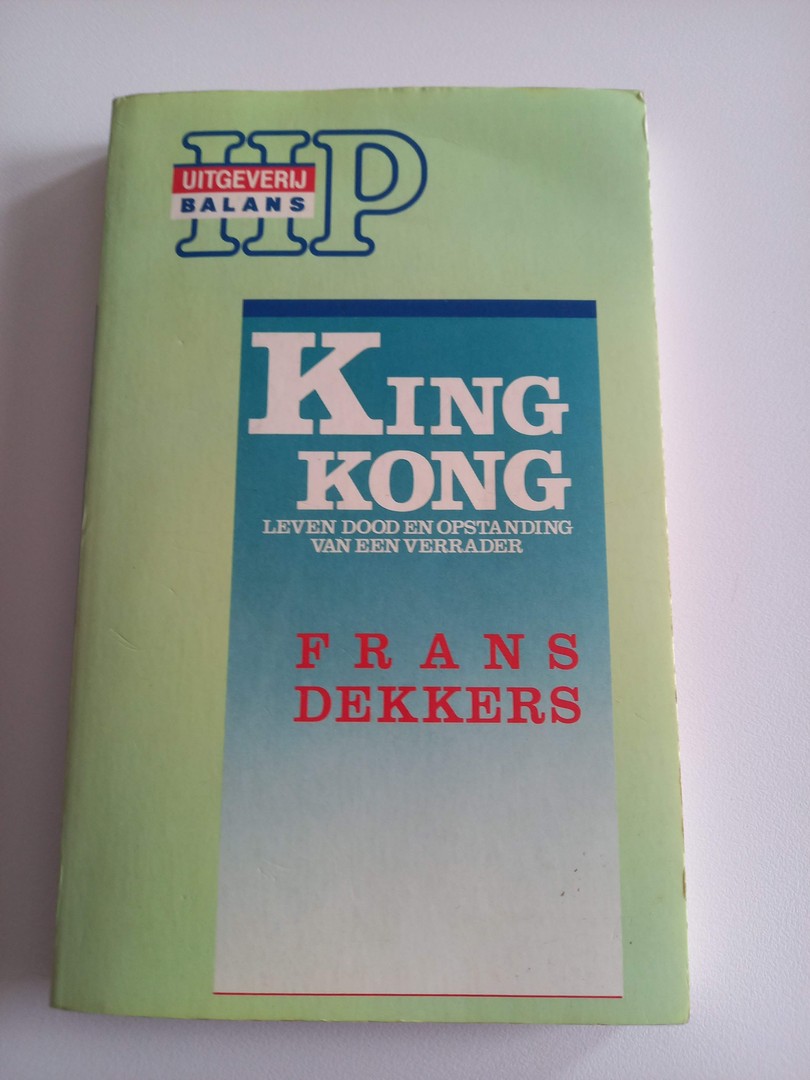 HP
UITGEVERIJ
BALANS
KING
KONG
LEVEN DOOD EN OPSTANDING
VAN EEN VERRADER
FRANS
DEKKERS